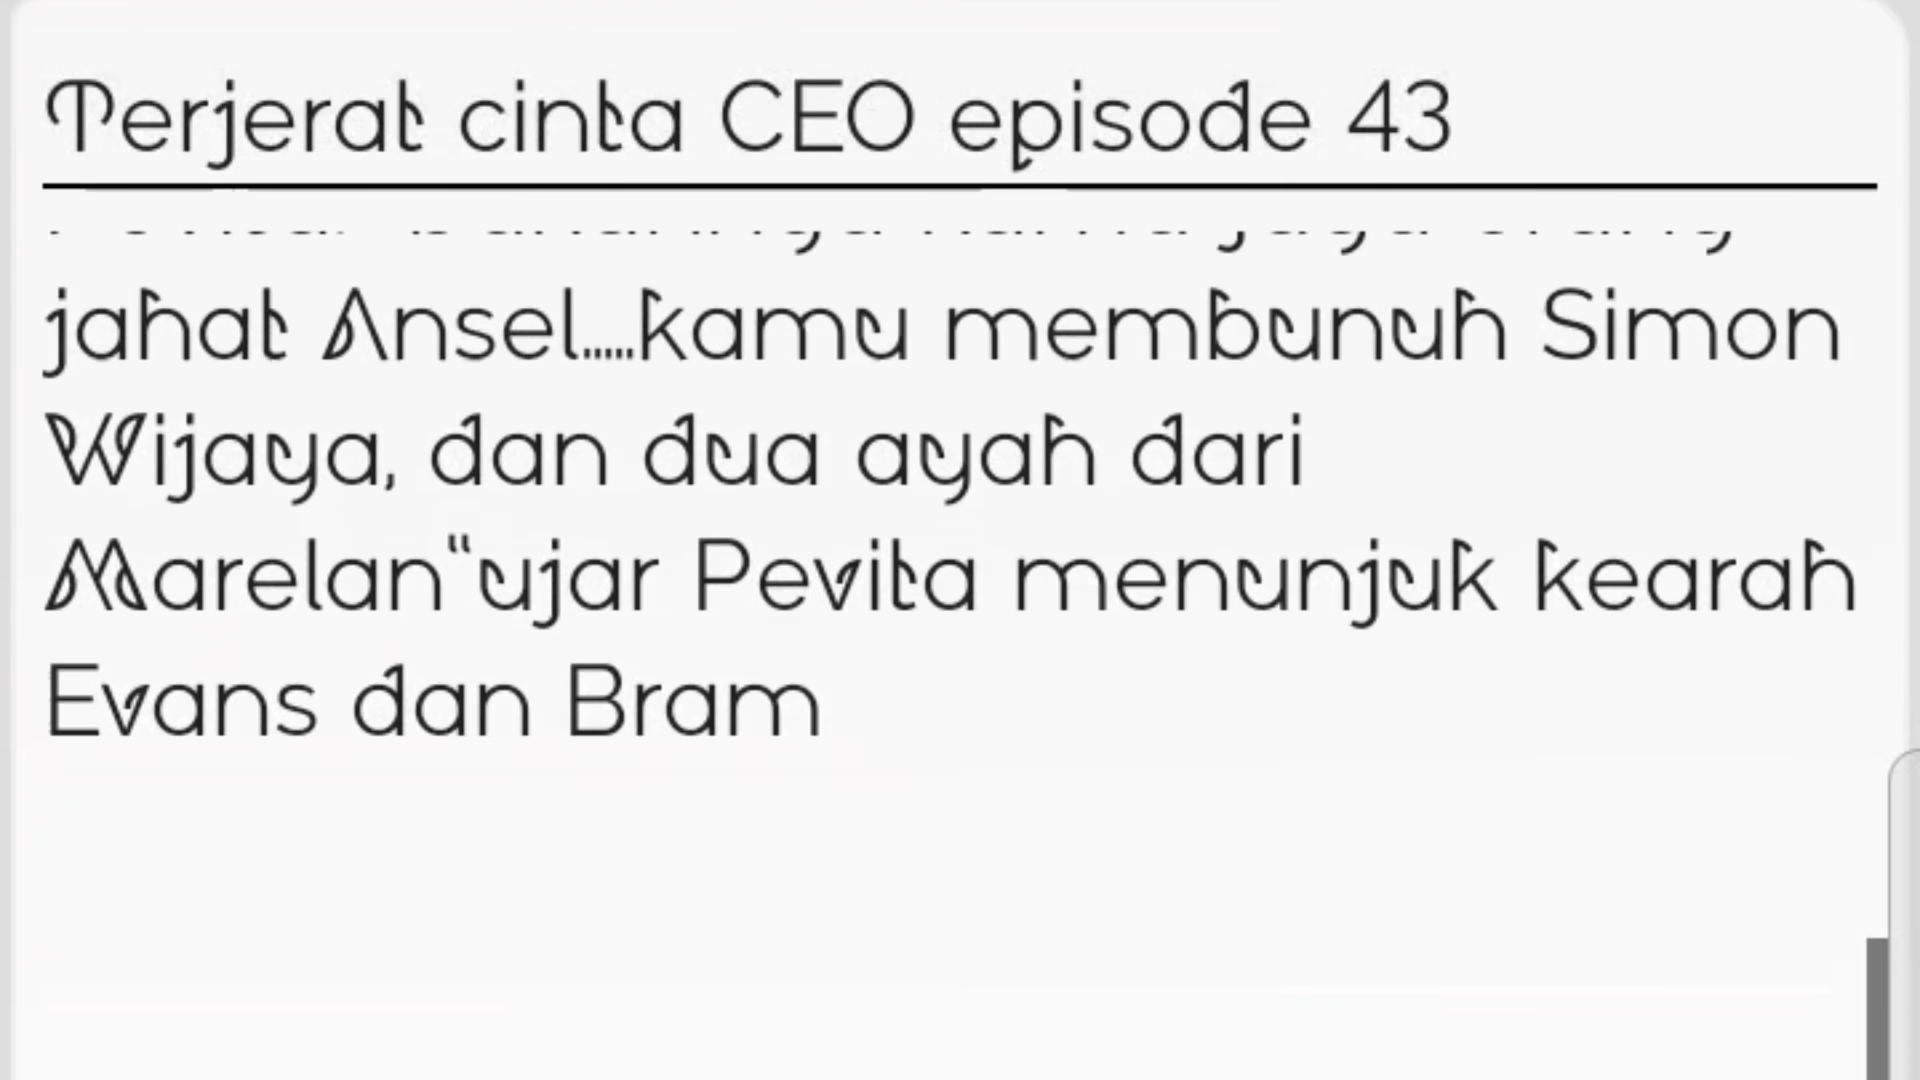 Terjerat cinta CEO episode 43
jahat Ansel.....kamu membunuh Simon
Wijaya, dan dua ayah dari
Marelan“ujar Pevita menunjuk kearah
Evans dan Bram